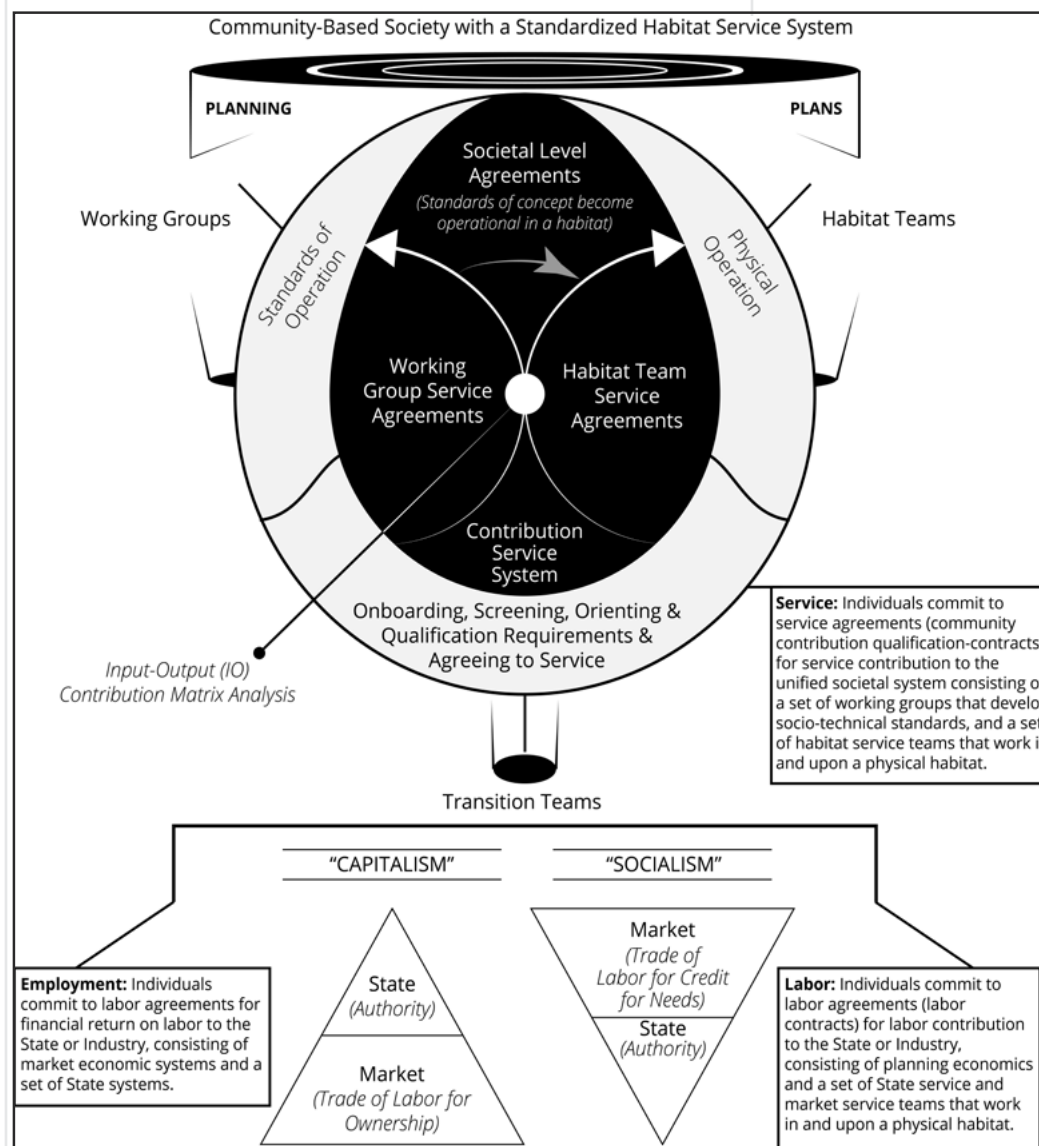 Community-Based Society with a Standardized Habitat Service System
PLANNING
PLANS
Societal Level
Agreements
(Standards of concept become
operational in a habitat)
Working Groups
Habitat Teams
Standards of
Operation
Physical
Operation
Working
Group Service
Agreements
Habitat Team
Service
Agreements
Contribution
Service
System
Onboarding, Screening, Orienting &
Qualification Requirements &
Agreeing to Service
Input-Output (IO)
Contribution Matrix Analysis
Service: Individuals commit to
service agreements (community
contribution qualification-contracts
for service contribution to the
unified societal system consisting o
a set of working groups that develo
socio-technical standards, and a set
of habitat service teams that work i
and upon a physical habitat.
Transition Teams
"CAPITALISM"
"SOCIALISM"
State
(Authority)
Market
(Trade of Labor for
Ownership)
Market
(Trade of
Labor for Credit
for Needs)
State
(Authority)
Employment: Individuals
commit to labor agreements for
financial return on labor to the
State or Industry, consisting of
market economic systems and a
set of State systems.
Labor: Individuals commit to
labor agreements (labor
contracts) for labor contribution
to the State or Industry,
consisting of planning economics
and a set of State service and
market service teams that work
in and upon a physical habitat.